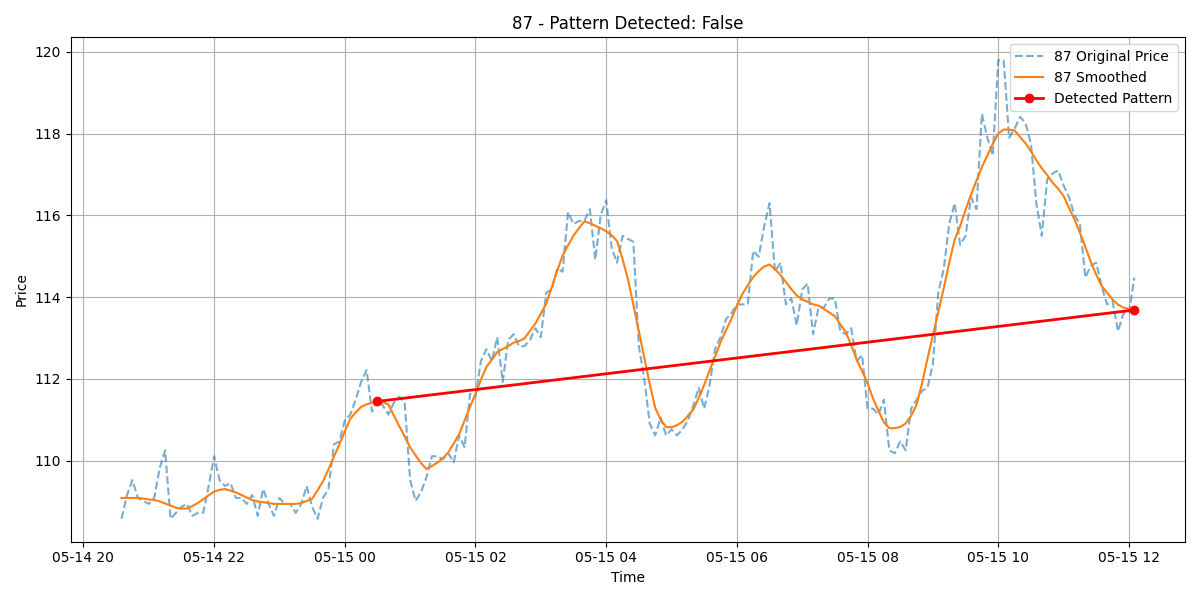 87 - Pattern Detected: False
87 Original Price
87 Smoothed
Detected Pattern
Price
120
118
116
114
112
110
05-14 20 05-14 22 05-15 00 05-15 02 05-15 04 05-15 06 05-15 08 05-15 10 05-15 12
Time